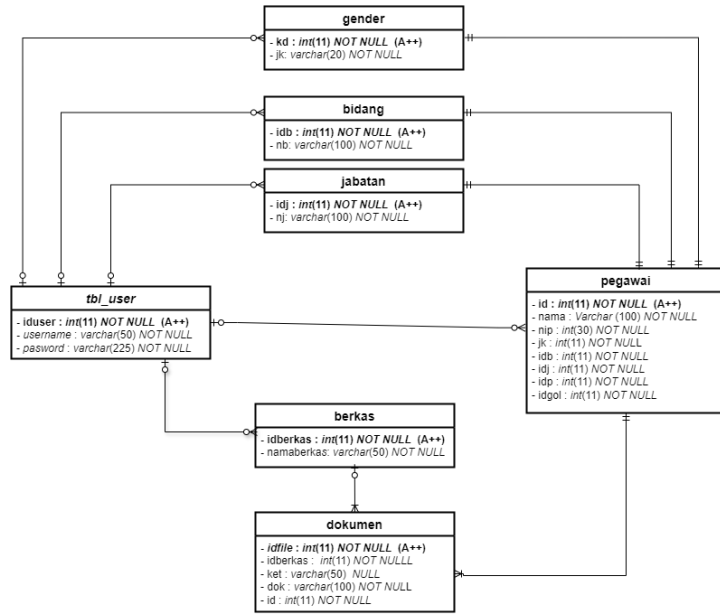 gender
- kd : int(11) NOT NULL (A++)
- jk: varchar(20) NOT NULL
bidang
- idb : int(11) NOT NULL (A++)
- nb: varchar(100) NOT NULL
jabatan
- idj : int(11) NOT NULL (A++)
- nj: varchar(100) NOT NULL
tbl_user
- iduser : int(11) NOT NULL (A++)
- username : varchar(50) NOT NULL
- pasword : varchar(225) NOT NULL
pegawai
- id : int(11) NOT NULL (A++)
- nama : Varchar (100) NOT NULL
- nip : int(30) NOT NULL
- jk : int(11) NOT NULL
- idb : int(11) NOT NULL
- idj : int(11) NOT NULL
- idp : int(11) NOT NULL
- idgol : int(11) NOT NULL
berkas
- idberkas : int(11) NOT NULL (A++)
- namaberkas: varchar(50) NOT NULL
dokumen
- idfile : int(11) NOT NULL (A++)
- idberkas : int(11) NOT NULLL
- ket : varchar(50) NULL
- dok : varchar(100) NOT NULL
- id : int(11) NOT NULL